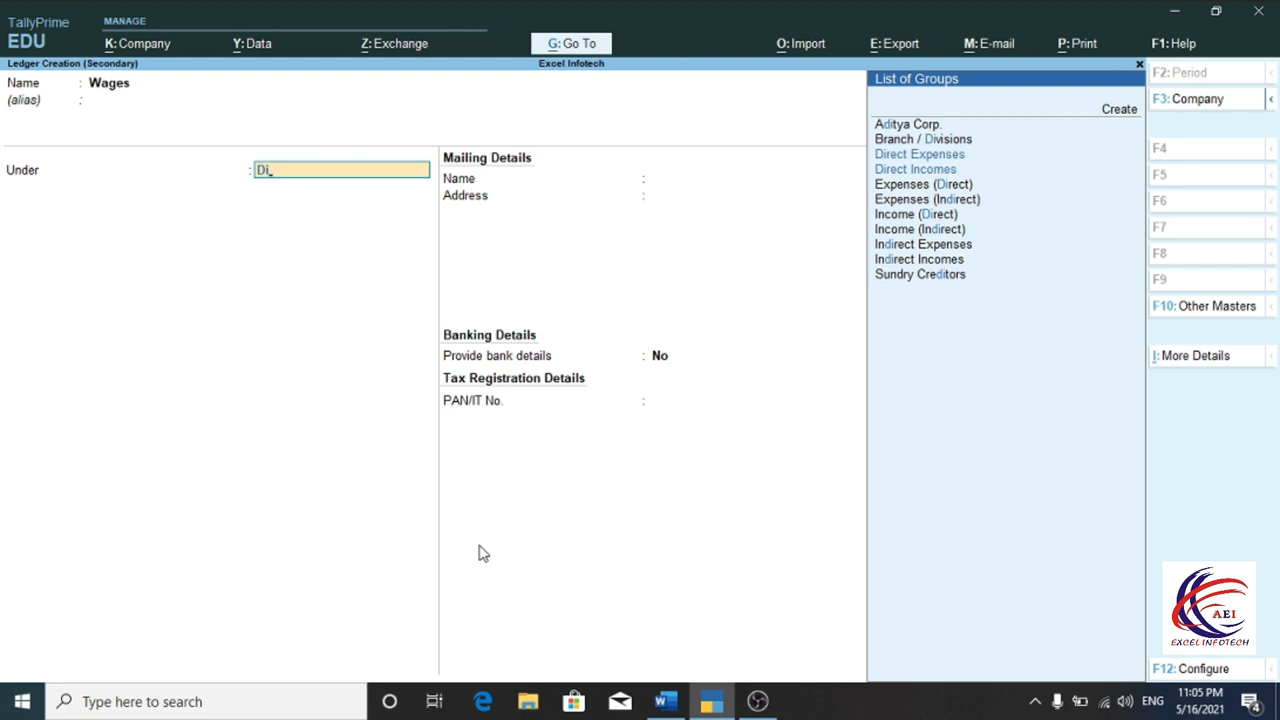 TallyPrime
EDU
MANAGE
K: Company
Y: Data
Z: Exchange
G: Go To
O: Import
E: Export
M: E-mail
P: Print
F1: Help
Ledger Creation (Secondary)
Excel Infotech
Name : Wages
(alias) :
Under : Di
Mailing Details
Name :
Address :
Banking Details
Provide bank details : No
Tax Registration Details
PAN/IT No. :
List of Groups
Create
Aditya Corp.
Branch / Divisions
Direct Expenses
Direct Incomes
Expenses (Direct)
Expenses (Indirect)
Income (Direct)
Income (Indirect)
Indirect Expenses
Indirect Incomes
Sundry Creditors
F2: Period
F3: Company
F4
F5
F6
F7
F8
F9
F10: Other Masters
I: More Details
AEI
EXCEL INFOTECH
F12: Configure
Type here to search
ENG
11:05 PM
5/16/2021
4